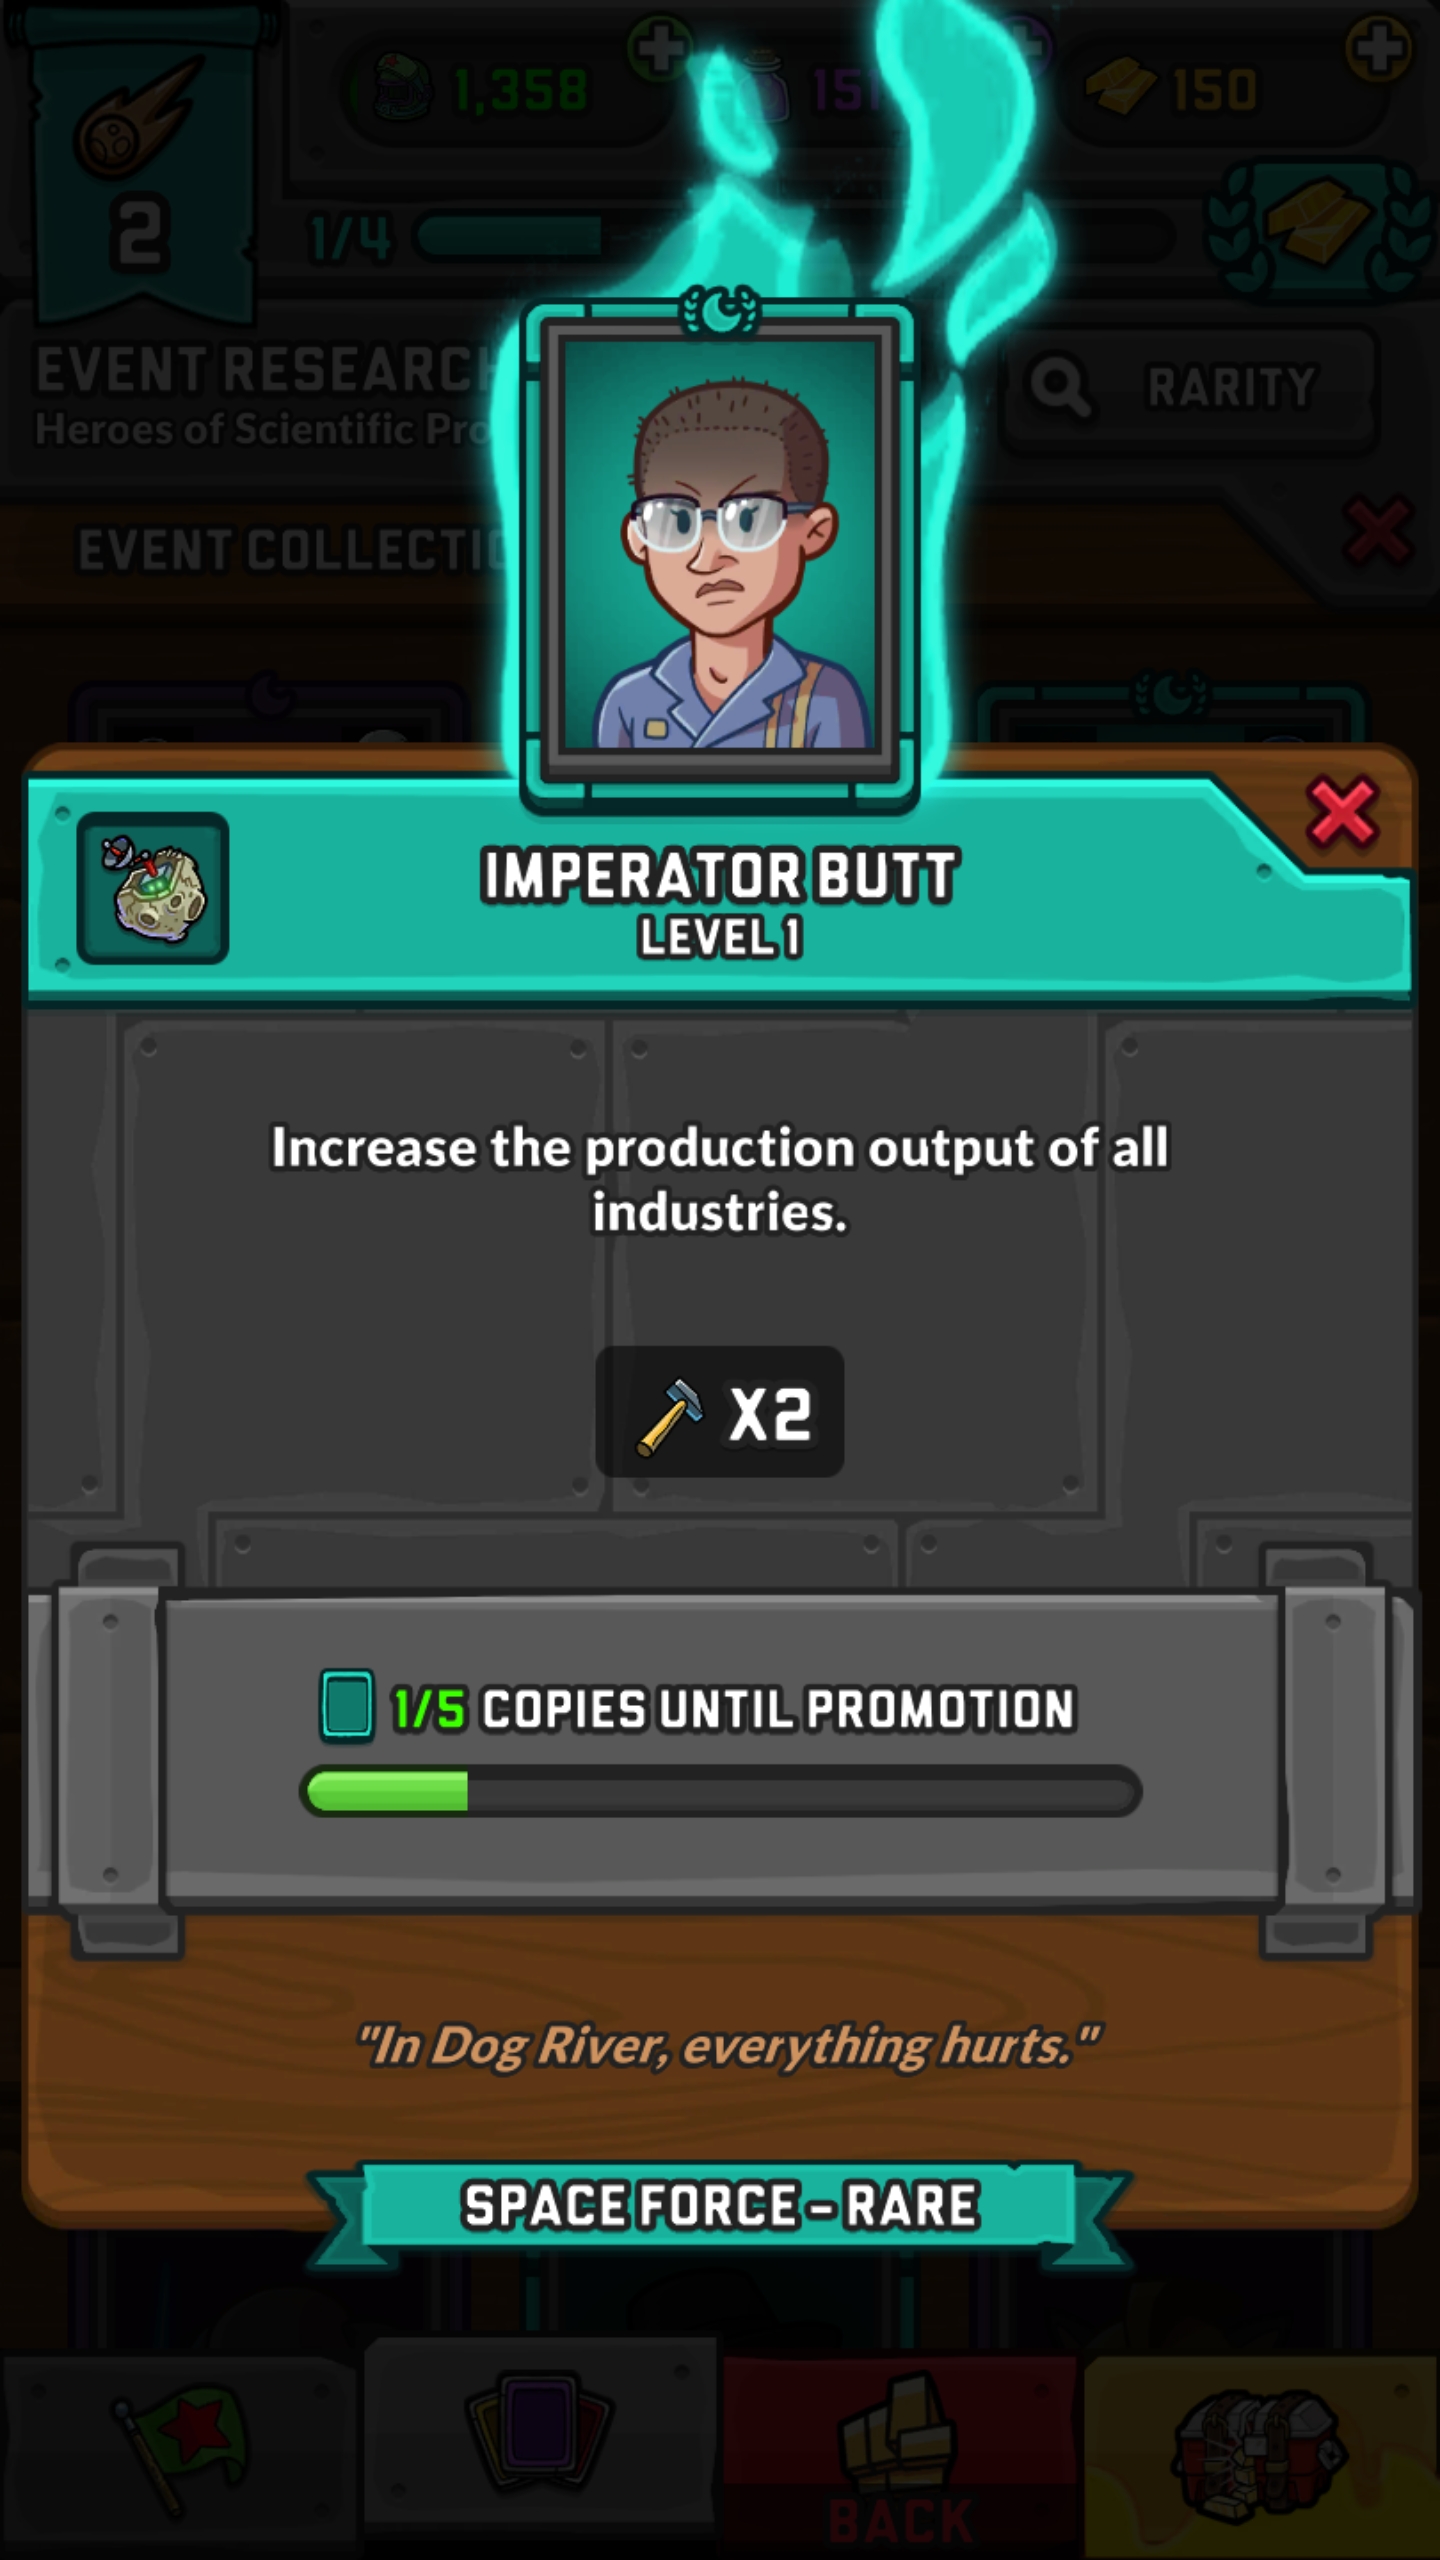 1,358
151
150
2
1/4
EVENT RESEARCH
RARITY
Heroes of Scientific Pro
EVENT COLLECTIO
IMPERATOR BUTT
LEVEL 1
Increase the production output of all
industries.
X2
1/5 COPIES UNTIL PROMOTION
"In Dog River, everything hurts."
SPACE FORCE - RARE
BACK